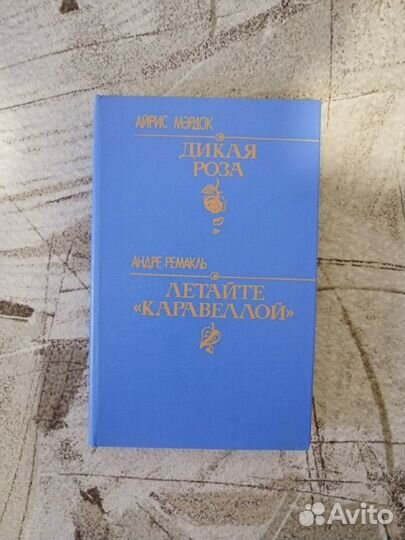 АЙРИС МЭРДОК
ДИКАЯ
РОЗА
АНДРЕ РЕМАКЛЬ
ЛЕТАЙТЕ
«КАРАВЕЛЛОЙ»
Avito